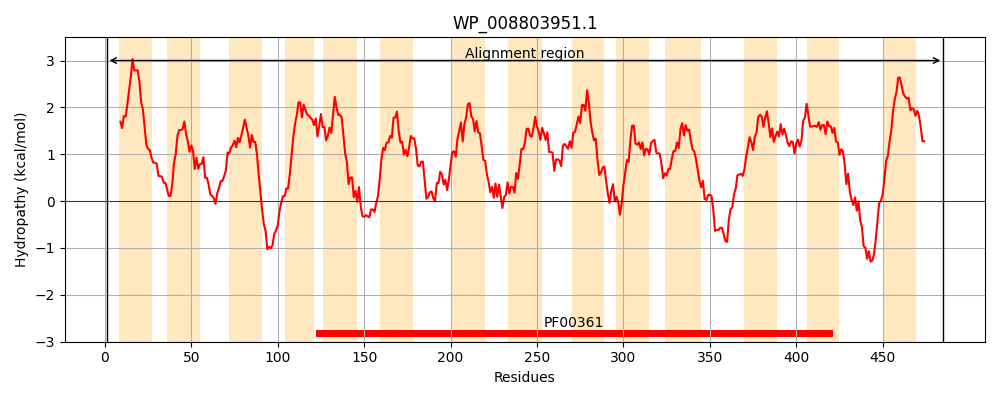 WP_008803951.1
Hydropathy (kcal/mol)
3
2
1
0
−1
−2
−3
Alignment region
PF00361
0 50 100 150 200 250 300 350 400 450
Residues